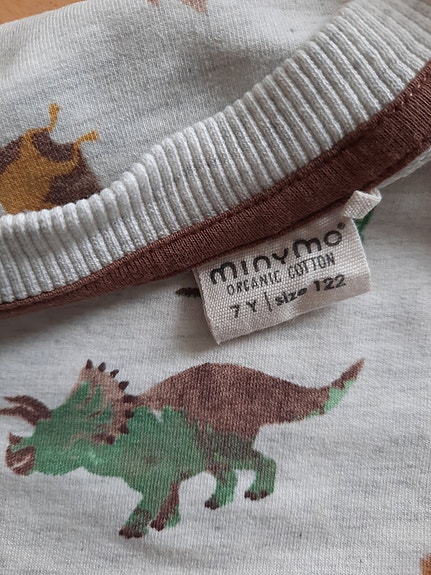 minymo®
ORGANIC COTTON
7 Y | size 122